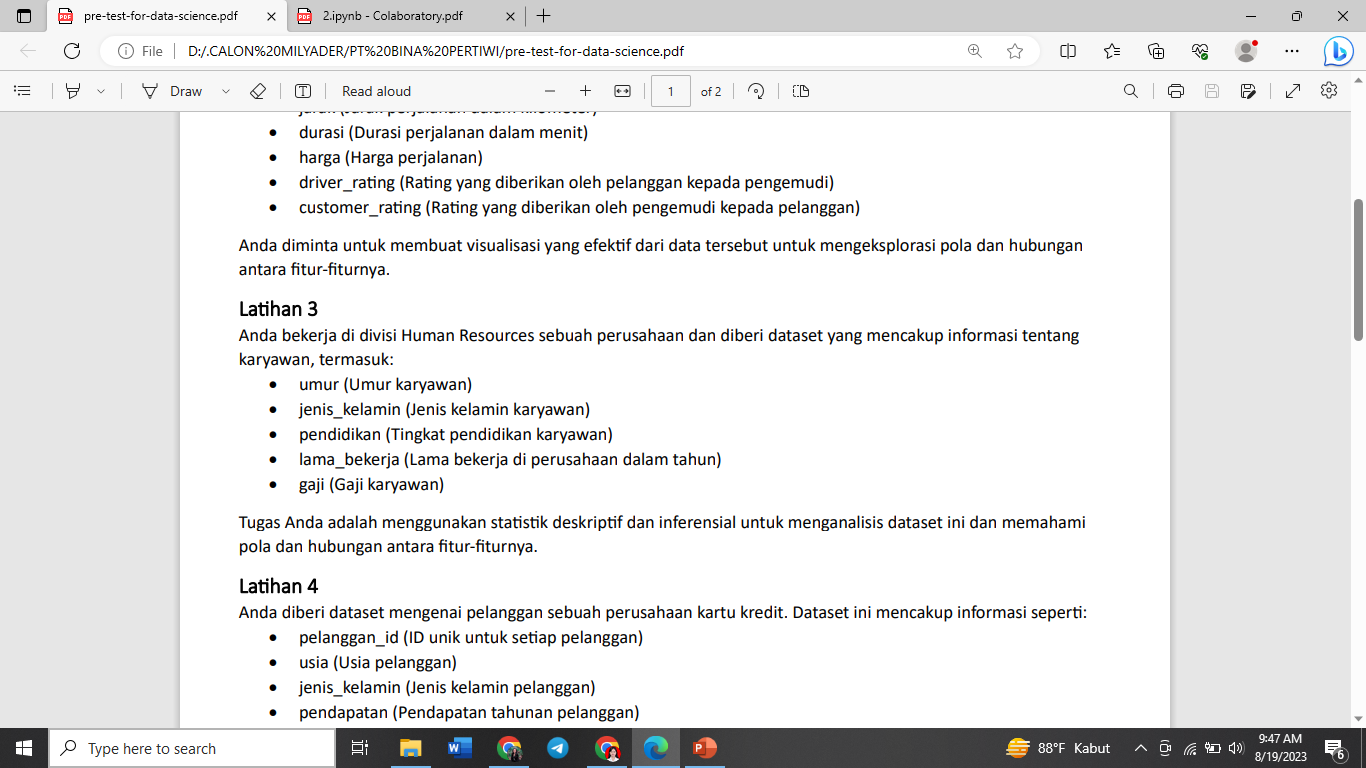 pre-test-for-data-science.pdf
2.ipynb - Colaboratory.pdf
File
D:/.CALON%20MILYADER/PT%20BINA%20PERTIWI/pre-test-for-data-science.pdf
Draw
Read aloud
1
of 2
• durasi (Durasi perjalanan dalam menit)
• harga (Harga perjalanan)
• driver_rating (Rating yang diberikan oleh pelanggan kepada pengemudi)
• customer_rating (Rating yang diberikan oleh pengemudi kepada pelanggan)
Anda diminta untuk membuat visualisasi yang efektif dari data tersebut untuk mengeksplorasi pola dan hubungan
antara fitur-fiturnya.
Latihan 3
Anda bekerja di divisi Human Resources sebuah perusahaan dan diberi dataset yang mencakup informasi tentang
karyawan, termasuk:
• umur (Umur karyawan)
• jenis_kelamin (Jenis kelamin karyawan)
• pendidikan (Tingkat pendidikan karyawan)
• lama_bekerja (Lama bekerja di perusahaan dalam tahun)
• gaji (Gaji karyawan)
Tugas Anda adalah menggunakan statistik deskriptif dan inferensial untuk menganalisis dataset ini dan memahami
pola dan hubungan antara fitur-fiturnya.
Latihan 4
Anda diberi dataset mengenai pelanggan sebuah perusahaan kartu kredit. Dataset ini mencakup informasi seperti:
• pelanggan_id (ID unik untuk setiap pelanggan)
• usia (Usia pelanggan)
• jenis_kelamin (Jenis kelamin pelanggan)
• pendapatan (Pendapatan tahunan pelanggan)
Type here to search
88°F Kabut
9:47 AM
8/19/2023
6